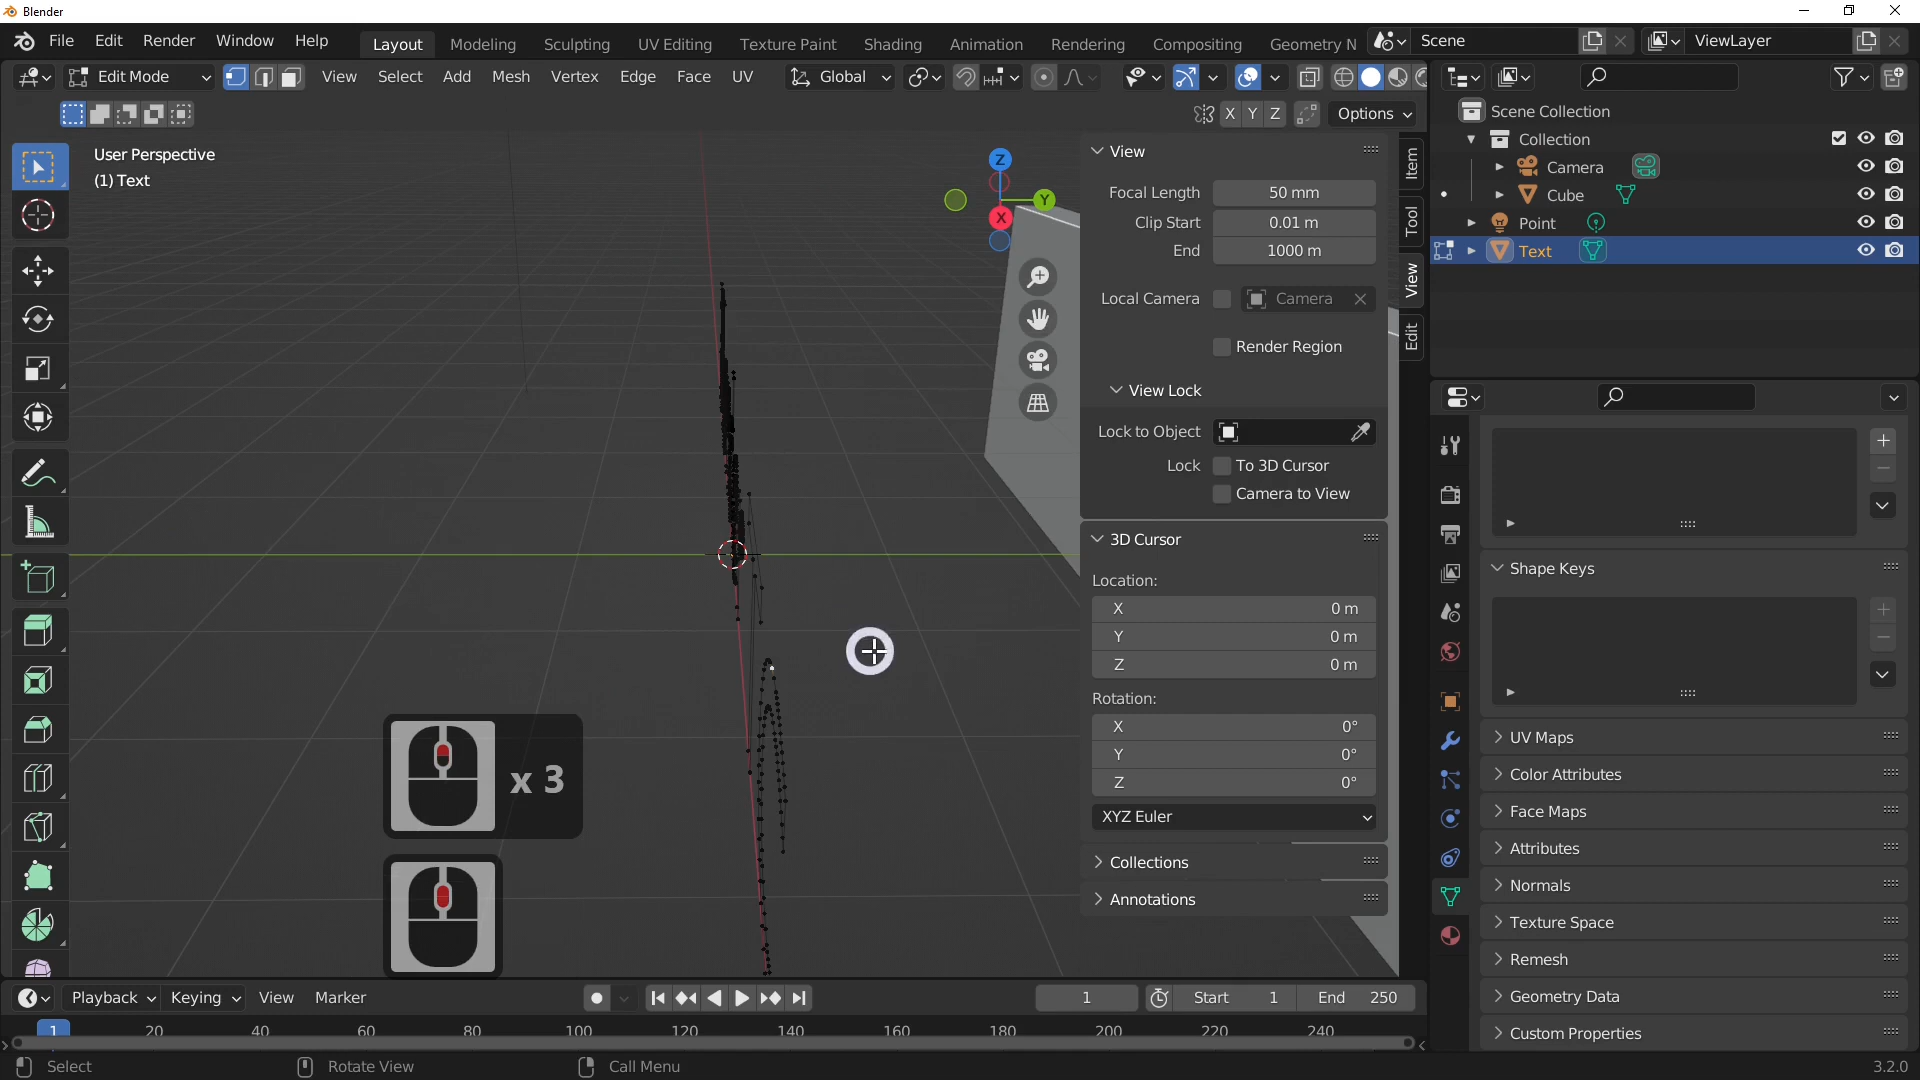 Blender
File Edit Render Window Help Layout Modeling Sculpting UV Editing Texture Paint Shading Animation Rendering Compositing Geometry N Scene ViewLayer
Edit Mode View Select Add Mesh Vertex Edge Face UV Global
X Y Z Options
User Perspective
(1) Text
Z
Y
X
View
Focal Length 50 mm
Clip Start 0.01 m
End 1000 m
Local Camera Camera
Render Region
View Lock
Lock to Object
Lock To 3D Cursor
Camera to View
3D Cursor
Location:
X 0 m
Y 0 m
Z 0 m
Rotation:
X 0°
Y 0°
Z 0°
XYZ Euler
Collections
Annotations
Item
Tool
View
Edit
Scene Collection
Collection
Camera
Cube
Point
Text
Shape Keys
UV Maps
Color Attributes
Face Maps
Attributes
Normals
Texture Space
Remesh
Geometry Data
Custom Properties
x 3
Playback Keying View Marker 1 Start 1 End 250
1 20 40 60 80 100 120 140 160 180 200 220 240
Select Rotate View Call Menu 3.2.0